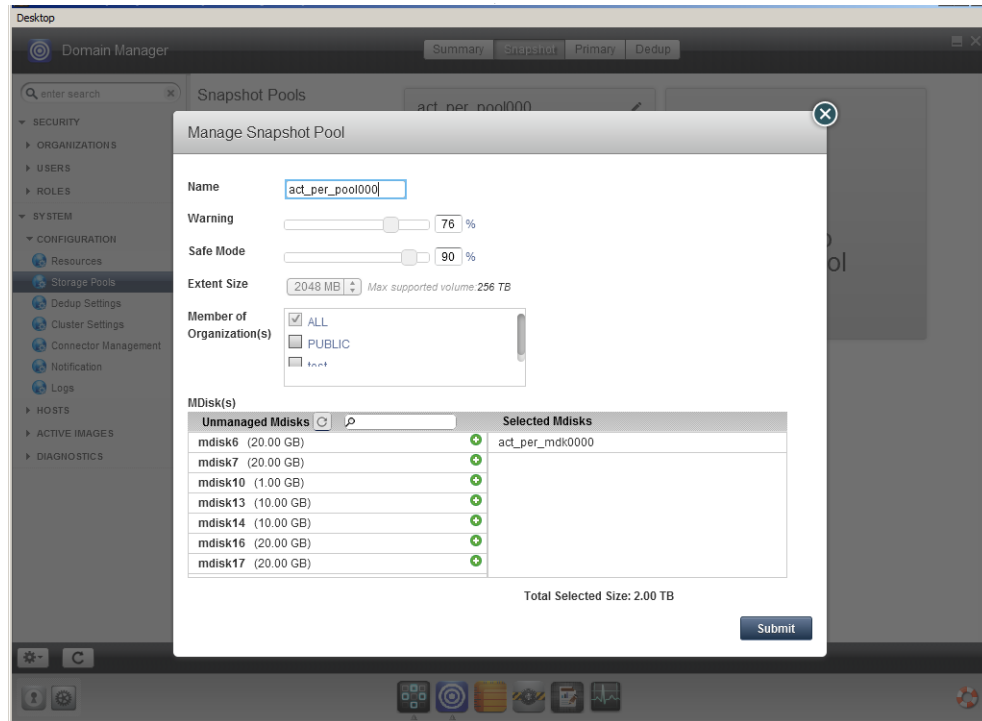 Desktop
Domain Manager
Summary Snapshot Primary Dedup
enter search
Snapshot Pools
act_per_pool000
SECURITY
ORGANIZATIONS
USERS
ROLES
SYSTEM
CONFIGURATION
Resources
Storage Pools
Dedup Settings
Cluster Settings
Connector Management
Notification
Logs
HOSTS
ACTIVE IMAGES
DIAGNOSTICS
Manage Snapshot Pool
Name act_per_pool000
Warning 76 %
Safe Mode 90 %
Extent Size 2048 MB Max supported volume:256 TB
Member of
Organization(s)
ALL
PUBLIC
test
MDisk(s)
Unmanaged Mdisks Selected Mdisks
mdisk6 (20.00 GB) act_per_mdk0000
mdisk7 (20.00 GB)
mdisk10 (1.00 GB)
mdisk13 (10.00 GB)
mdisk14 (10.00 GB)
mdisk16 (20.00 GB)
mdisk17 (20.00 GB)
Total Selected Size: 2.00 TB
Submit
ol